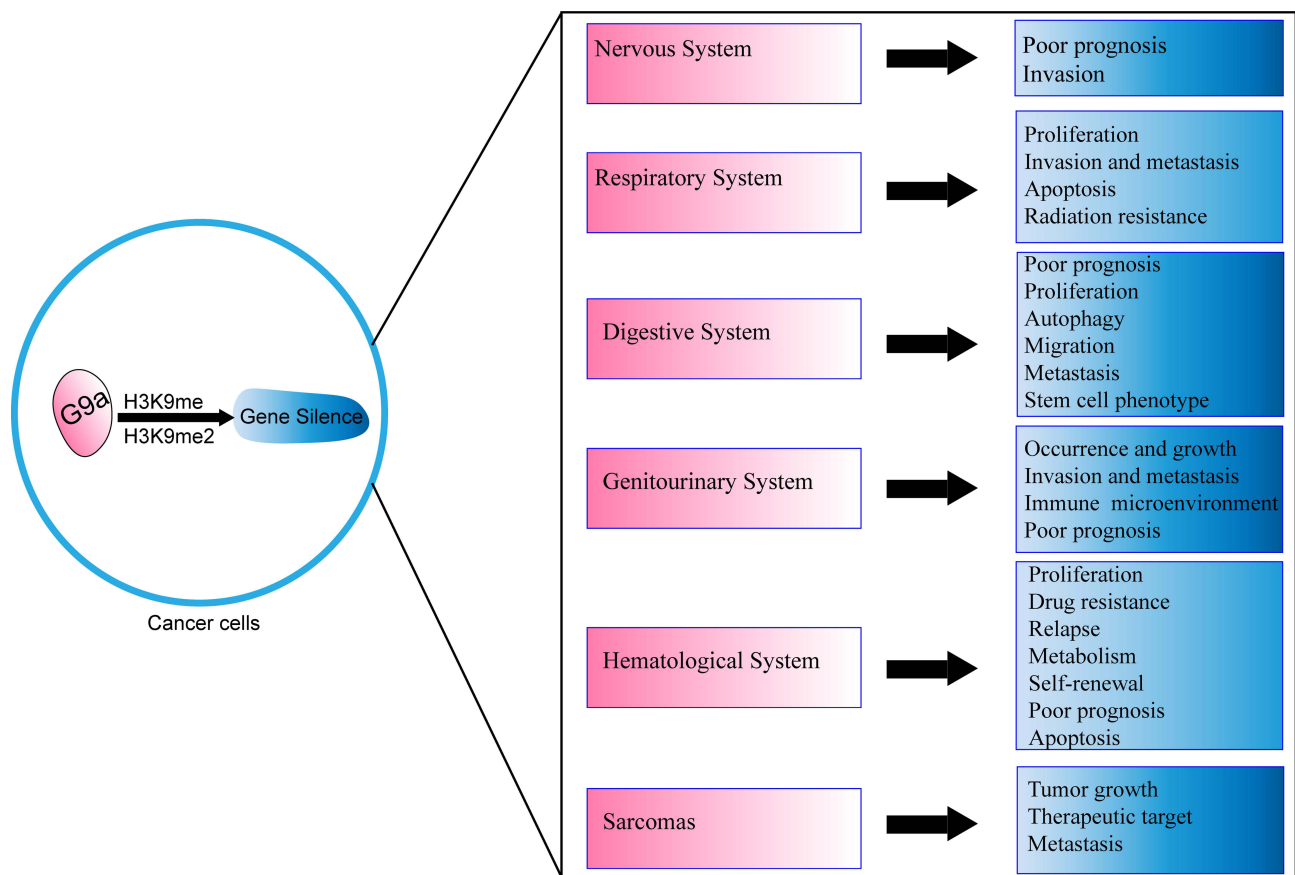 G9a
H3K9me
H3K9me2
Gene Silence
Cancer cells
Nervous System
Poor prognosis
Invasion
Respiratory System
Proliferation
Invasion and metastasis
Apoptosis
Radiation resistance
Digestive System
Poor prognosis
Proliferation
Autophagy
Migration
Metastasis
Stem cell phenotype
Genitourinary System
Occurrence and growth
Invasion and metastasis
Immune microenvironment
Poor prognosis
Hematological System
Proliferation
Drug resistance
Relapse
Metabolism
Self-renewal
Poor prognosis
Apoptosis
Sarcomas
Tumor growth
Therapeutic target
Metastasis